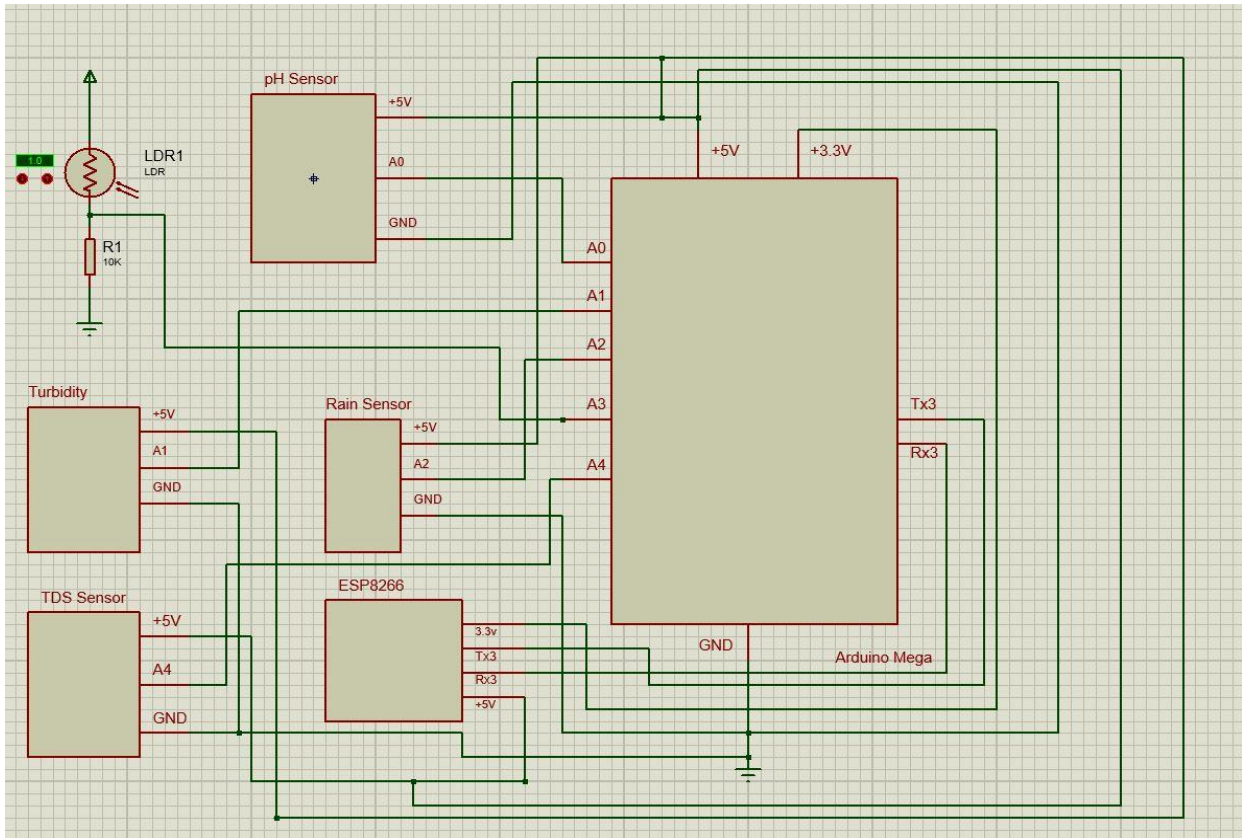 pH Sensor
+5V
A0
GND
1.0
LDR1
LDR
R1
10K
+5V
+3.3V
A0
A1
A2
A3
A4
Tx3
Rx3
GND
Arduino Mega
Turbidity
+5V
A1
GND
Rain Sensor
+5V
A2
GND
TDS Sensor
+5V
A4
GND
ESP8266
3.3v
Tx3
Rx3
+5V